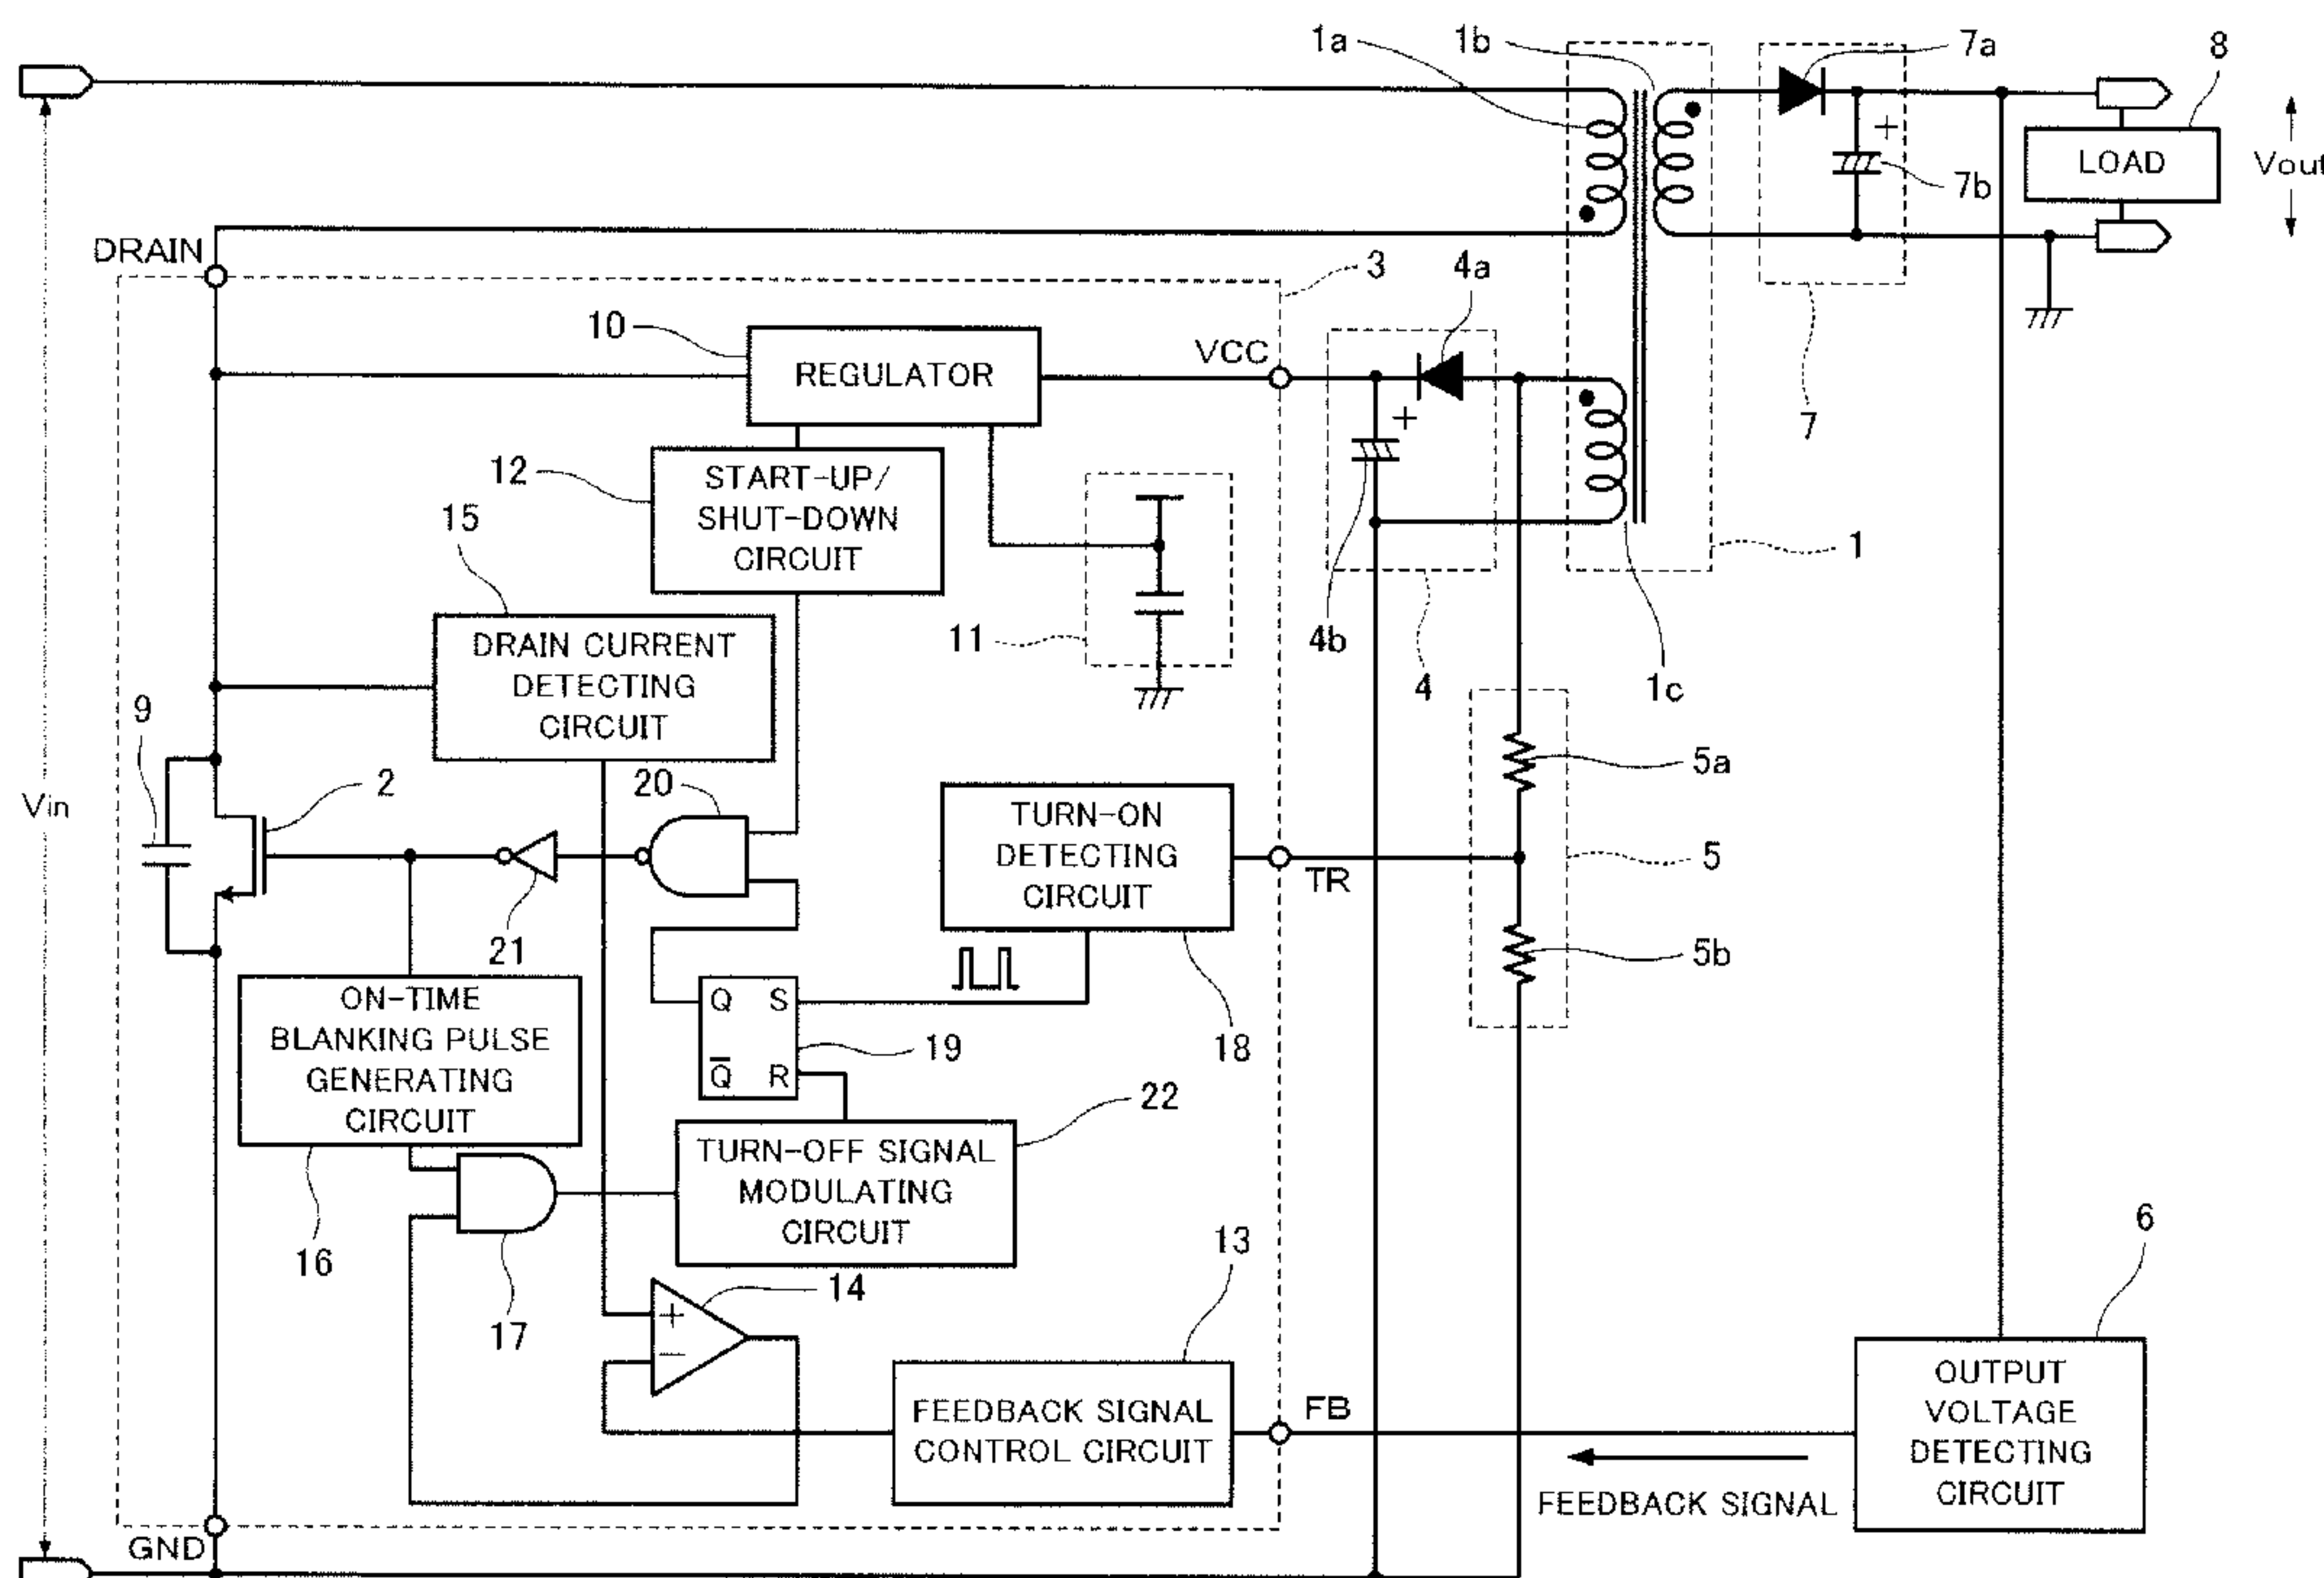 1a
1b
7a
8
+
7b
LOAD
Vout
DRAIN
3
4a
10
REGULATOR
VCC
+
7
12
START-UP/
SHUT-DOWN
CIRCUIT
15
1
DRAIN CURRENT
DETECTING
CIRCUIT
11
4b
4
1c
9
2
20
5a
Vin
TURN-ON
DETECTING
CIRCUIT
TR
5
21
5b
ON-TIME
BLANKING PULSE
GENERATING
CIRCUIT
Q S
Q̅ R
19
18
22
TURN-OFF SIGNAL
MODULATING
CIRCUIT
16
17
14
+
−
13
6
FEEDBACK SIGNAL
CONTROL CIRCUIT
FB
OUTPUT
VOLTAGE
DETECTING
CIRCUIT
FEEDBACK SIGNAL
GND